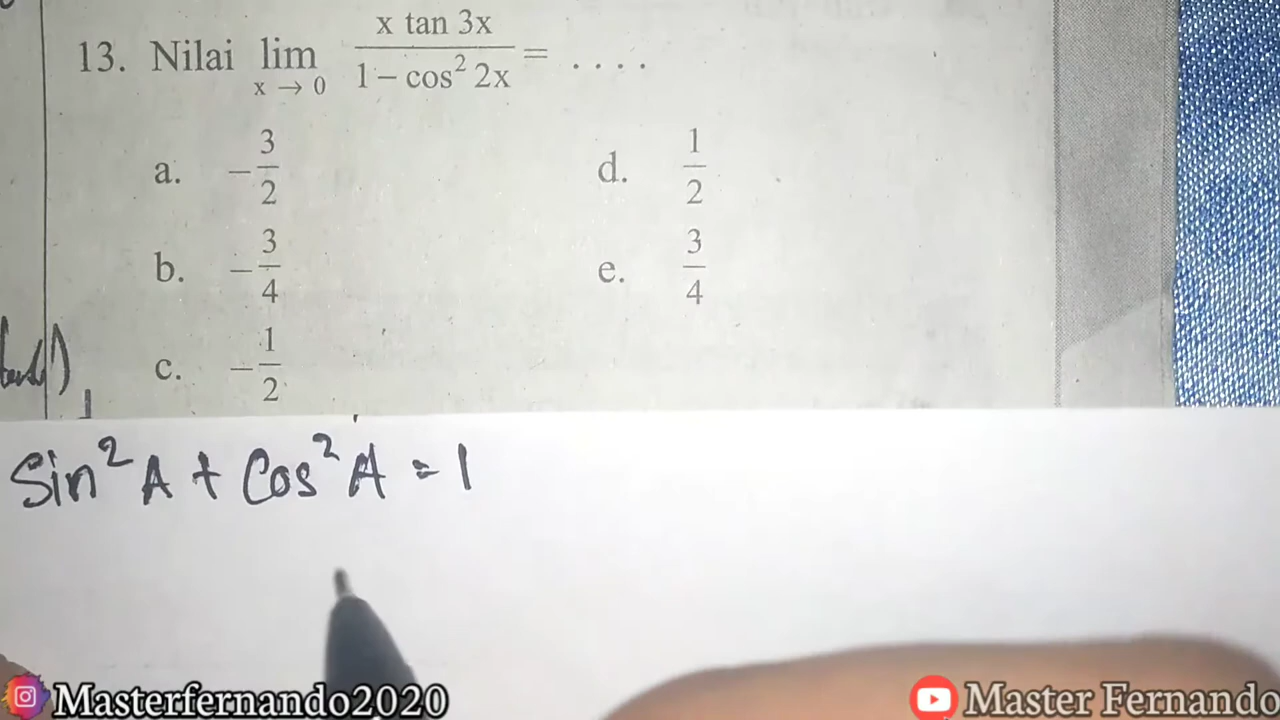 13. Nilai lim x → 0 x tan 3x / 1 – cos² 2x = ....
a. –3/2
b. –3/4
c. –1/2
d. 1/2
e. 3/4
Sin² A + Cos² A = 1
Masterfernando2020
Master Fernando